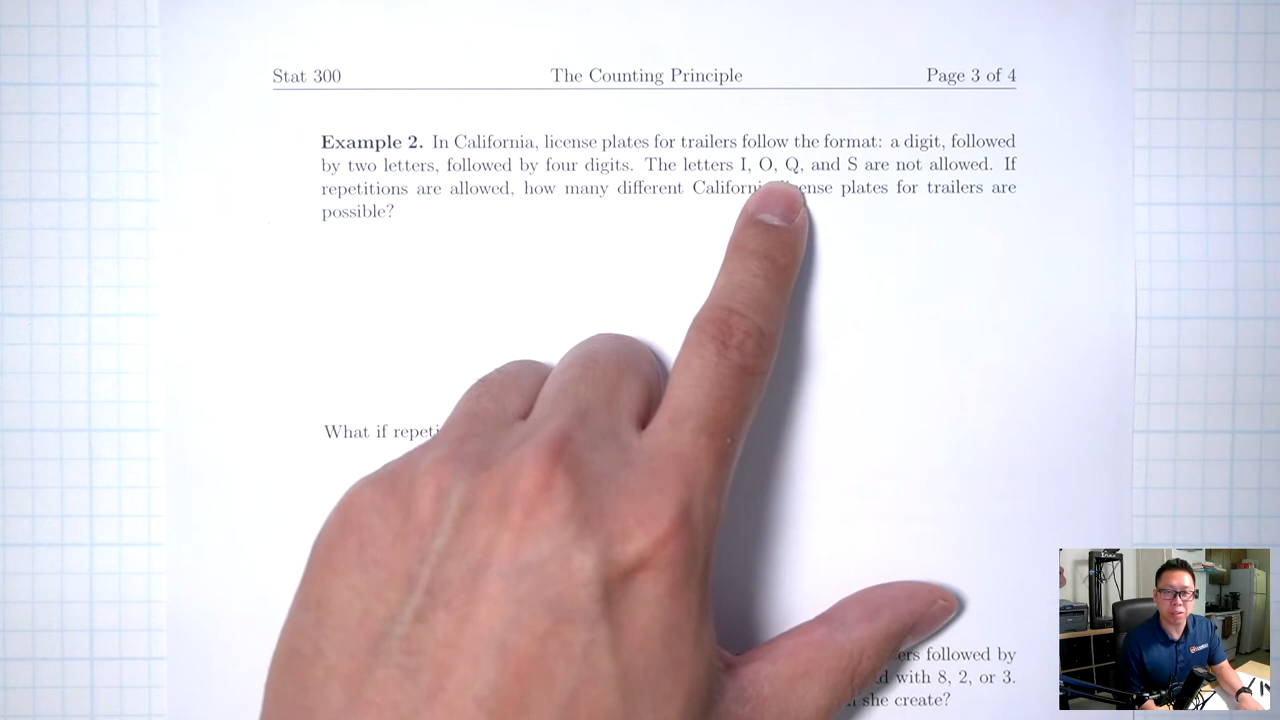 Stat 300 The Counting Principle Page 3 of 4
Example 2. In California, license plates for trailers follow the format: a digit, followed
by two letters, followed by four digits. The letters I, O, Q, and S are not allowed. If
repetitions are allowed, how many different California license plates for trailers are
possible?
What if repeti
ers followed by
d with 8, 2, or 3.
she create?